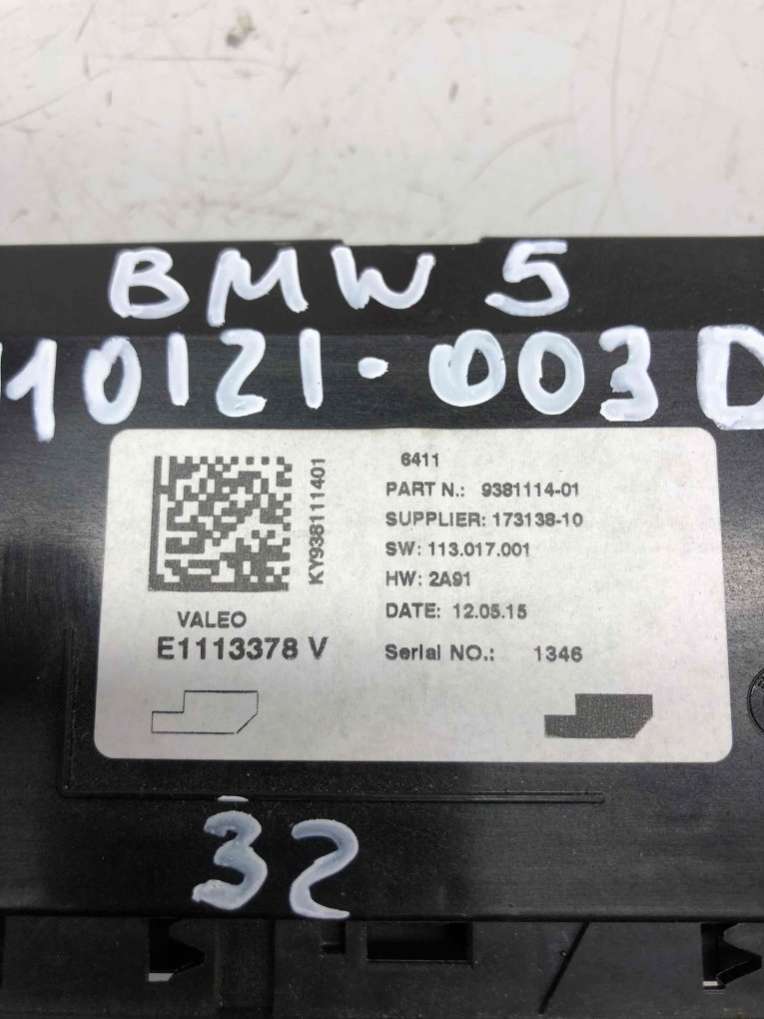 BMW 5
110121-003D
KY938111401
VALEO
E1113378 V
6411
PART N.: 9381114-01
SUPPLIER: 173138-10
SW: 113.017.001
HW: 2A91
DATE: 12.05.15
Serial NO.: 1346
32